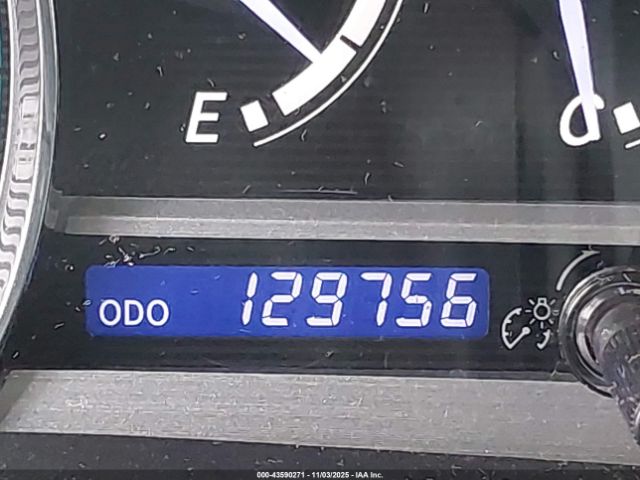 E
C
ODO 129756
000-43590271 - 11/03/2025 - IAA Inc.